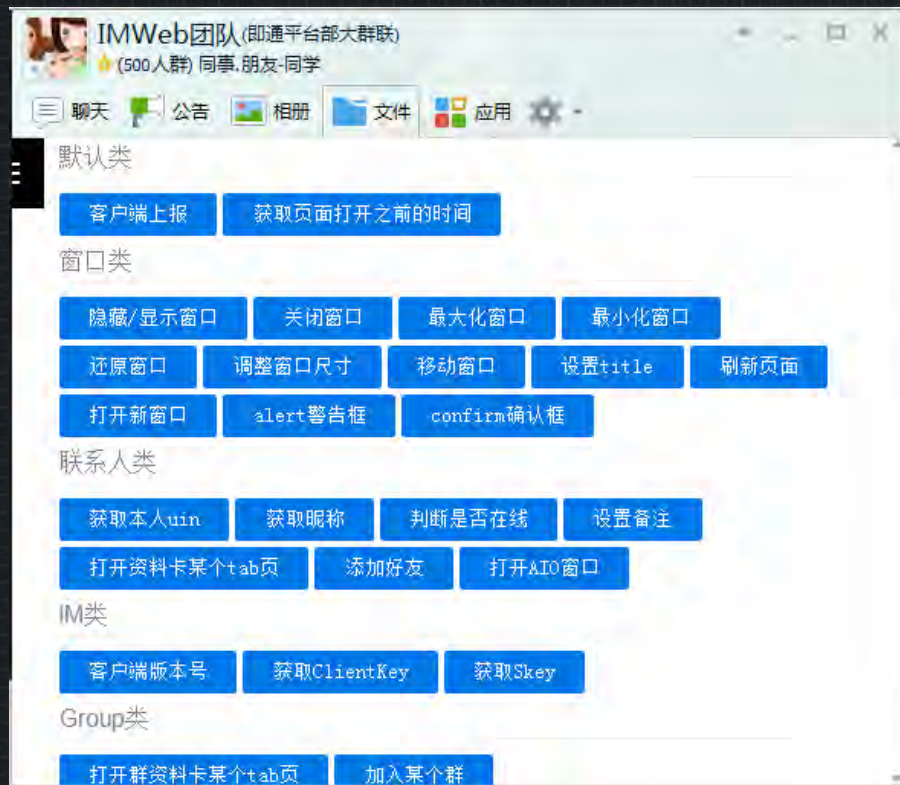 IMWeb团队(即通平台部大群联)
(500人群) 同事.朋友-同学
聊天 公告 相册 文件 应用
默认类
客户端上报 获取页面打开之前的时间
窗口类
隐藏/显示窗口 关闭窗口 最大化窗口 最小化窗口
还原窗口 调整窗口尺寸 移动窗口 设置title 刷新页面
打开新窗口 alert警告框 confirm确认框
联系人类
获取本人uin 获取昵称 判断是否在线 设置备注
打开资料卡某个tab页 添加好友 打开AIO窗口
IM类
客户端版本号 获取ClientKey 获取Skey
Group类
打开群资料卡某个tab页 加入某个群